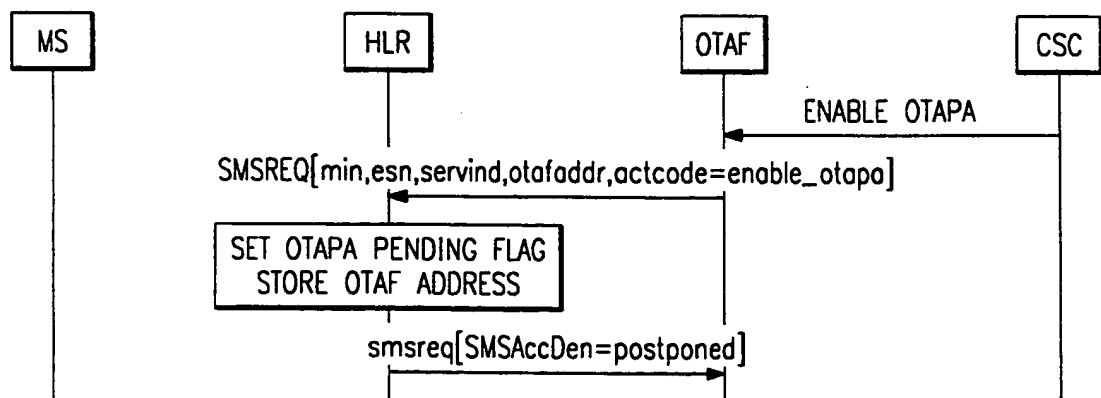 MS
HLR
OTAF
CSC
ENABLE OTAPA
SMSREQ[min,esn,servind,otafaddr,actcode=enable_otapa]
SET OTAPA PENDING FLAG
STORE OTAF ADDRESS
smsreq[SMSAccDen=postponed]